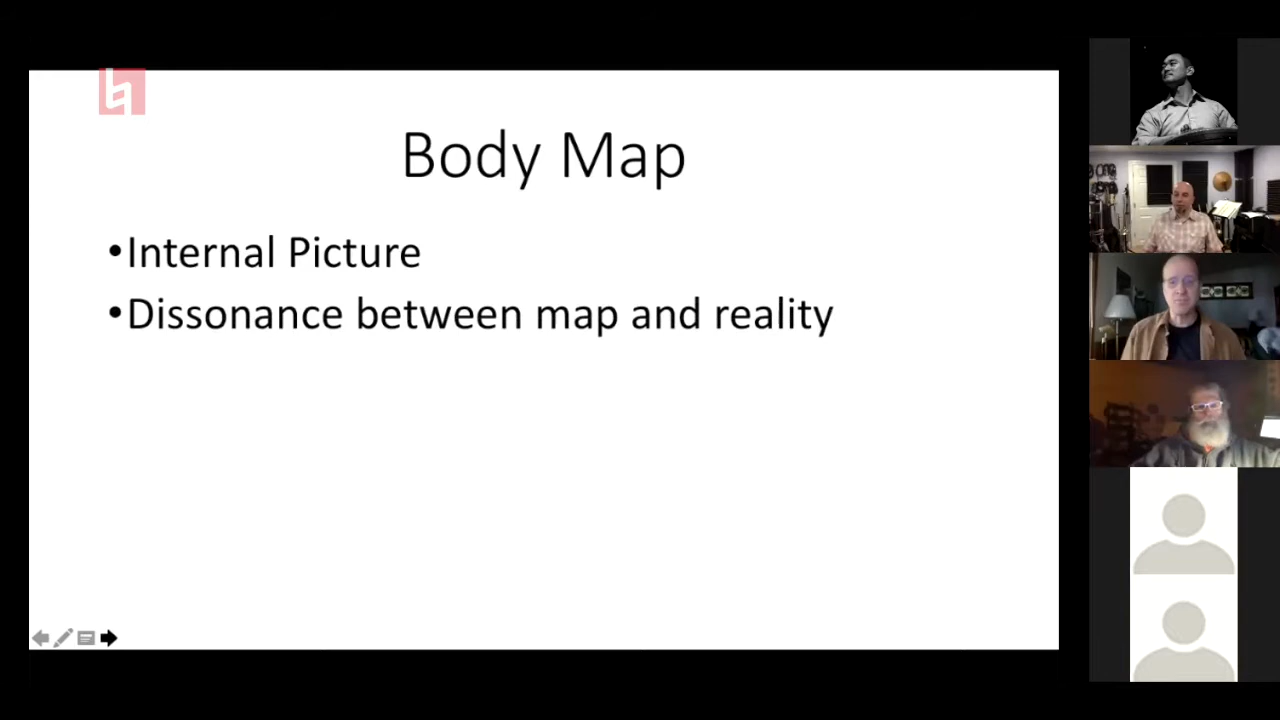 Body Map
•Internal Picture
•Dissonance between map and reality